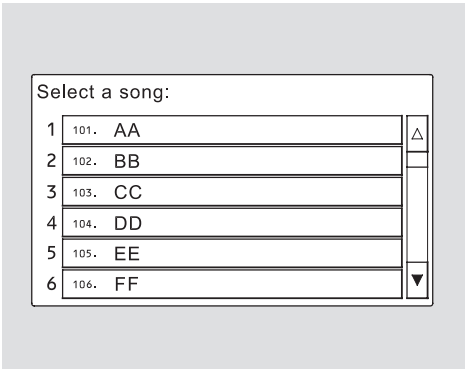 Select a song:
1 101. AA
2 102. BB
3 103. CC
4 104. DD
5 105. EE
6 106. FF